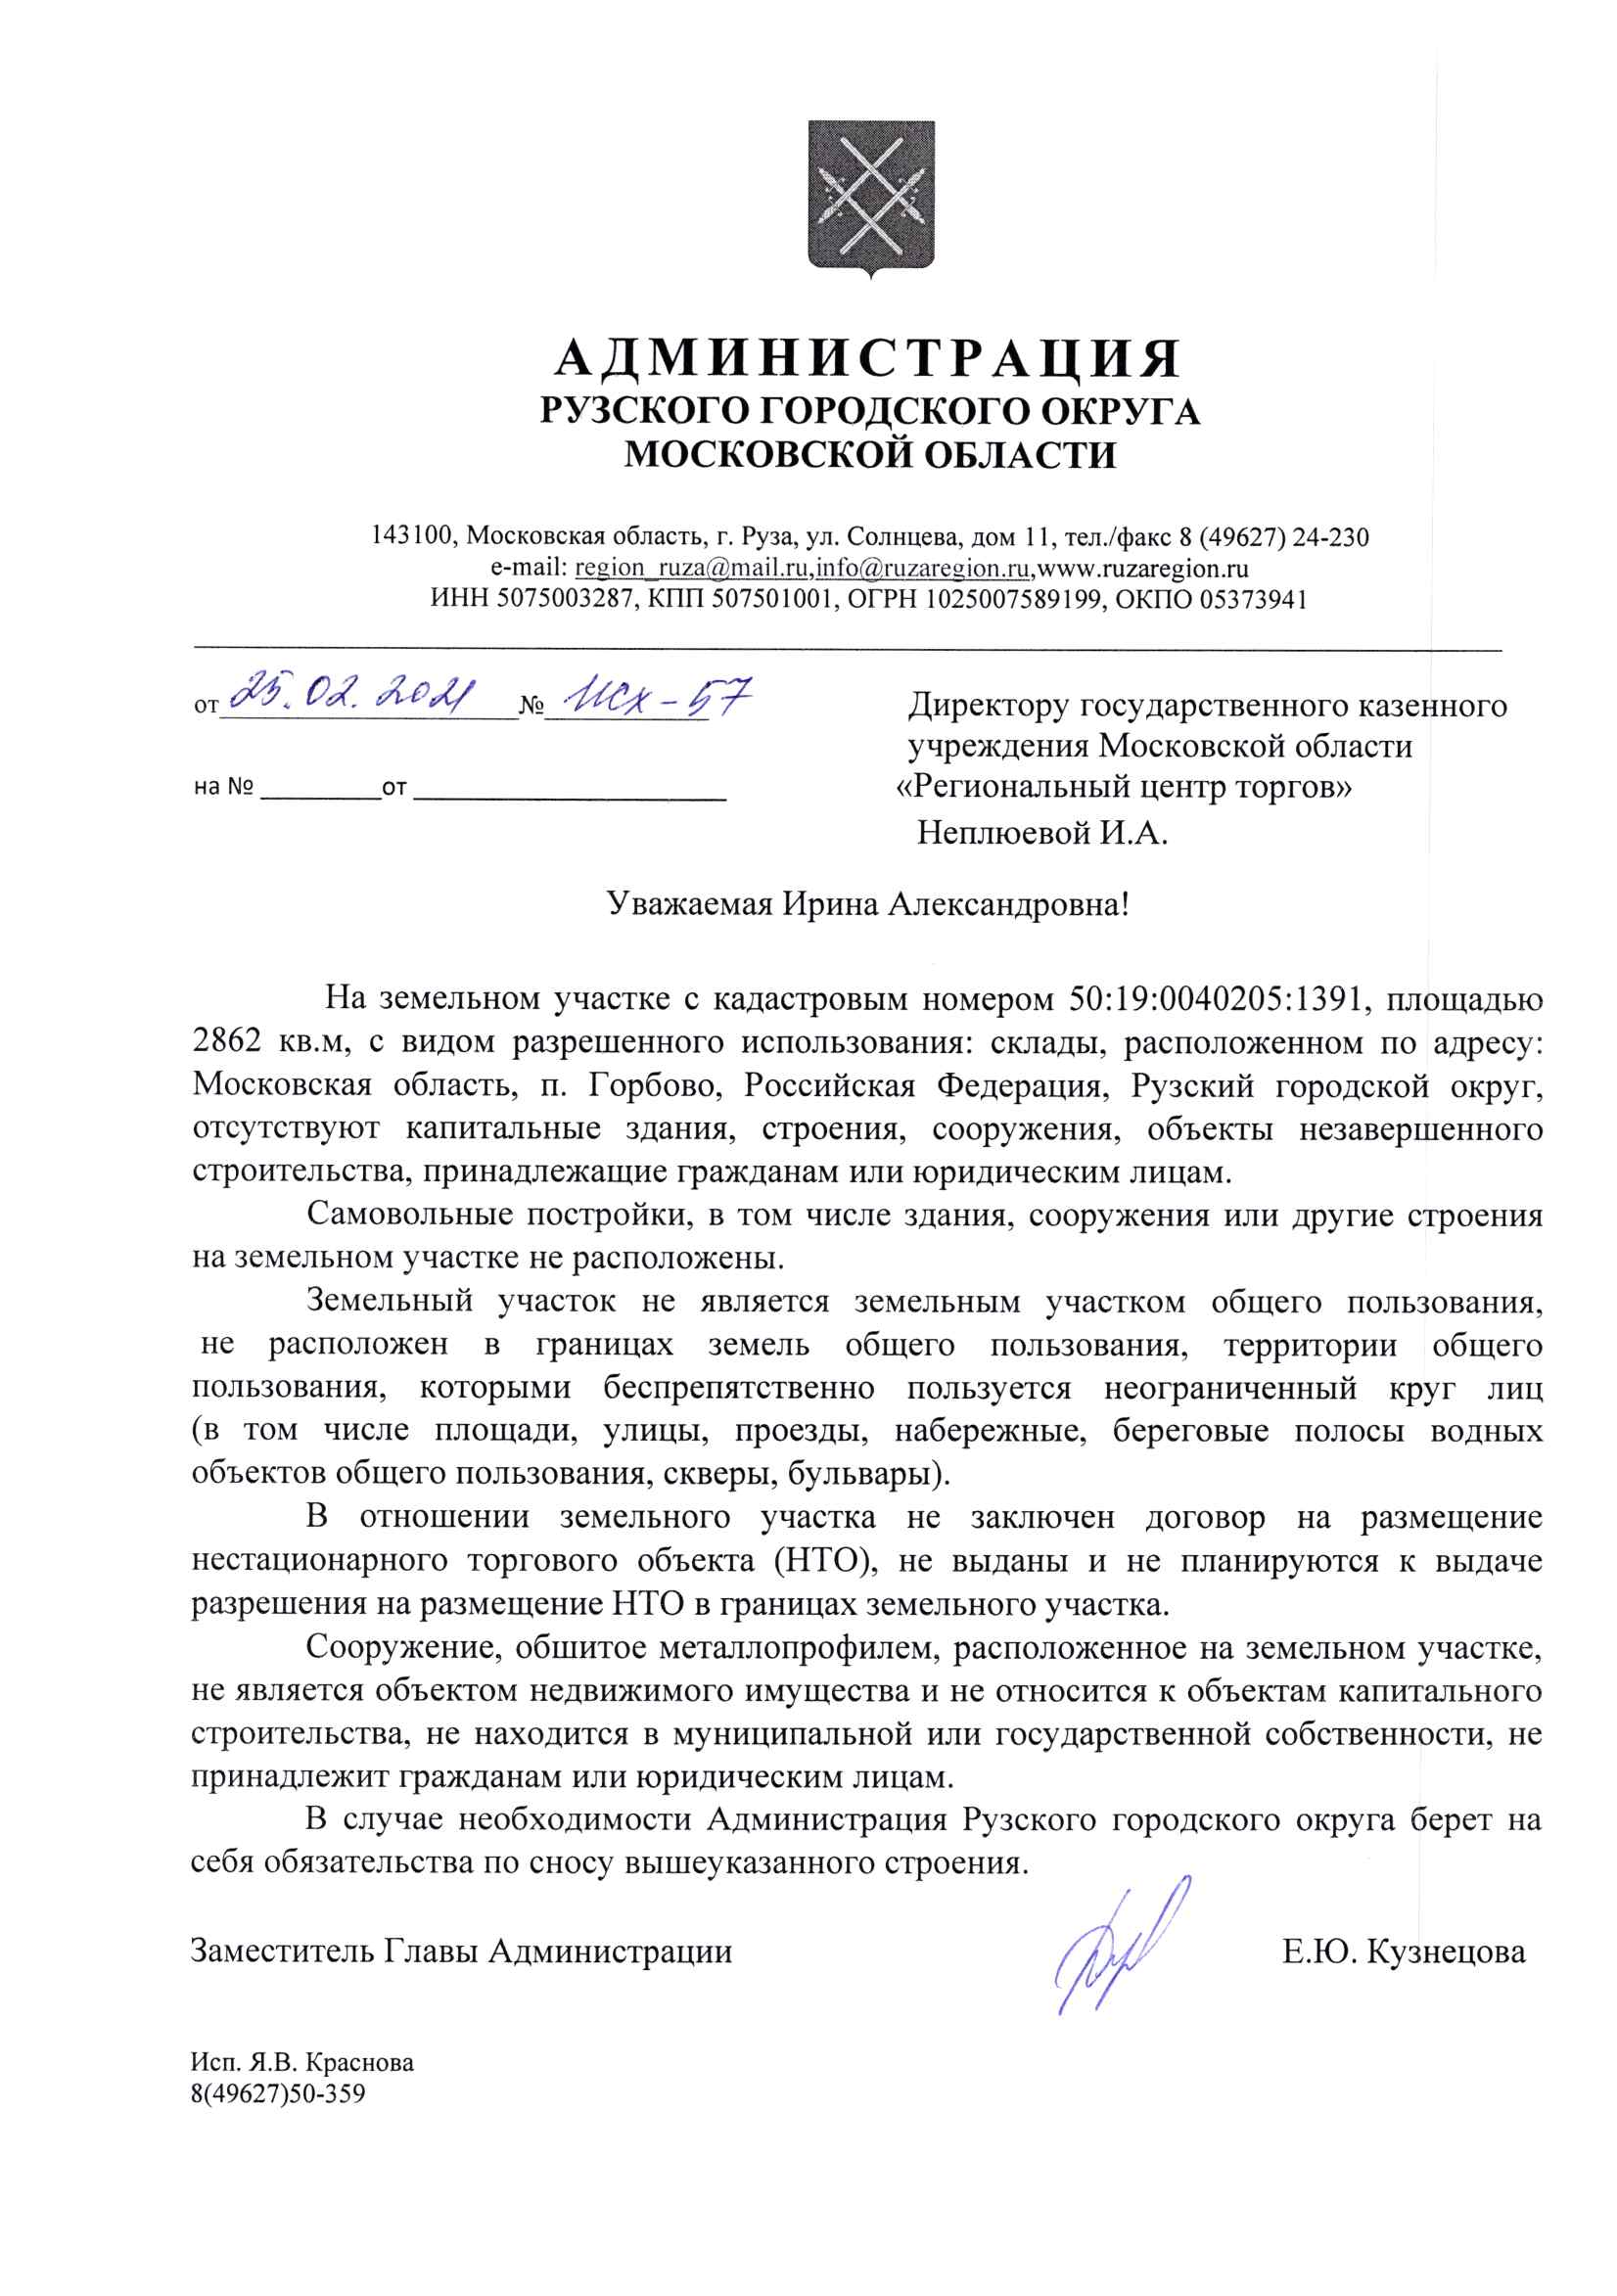 АДМИНИСТРАЦИЯ
РУЗСКОГО ГОРОДСКОГО ОКРУГА
МОСКОВСКОЙ ОБЛАСТИ
143100, Московская область, г. Руза, ул. Солнцева, дом 11, тел./факс 8 (49627) 24-230
e-mail: region_ruza@mail.ru,info@ruzaregion.ru,www.ruzaregion.ru
ИНН 5075003287, КПП 507501001, ОГРН 1025007589199, ОКПО 05373941
от 25.02.2021 № Исх-57
на № ________ от ________
Директору государственного казенного
учреждения Московской области
«Региональный центр торгов»
Неплюевой И.А.
Уважаемая Ирина Александровна!
На земельном участке с кадастровым номером 50:19:0040205:1391, площадью
2862 кв.м, с видом разрешенного использования: склады, расположенном по адресу:
Московская область, п. Горбово, Российская Федерация, Рузский городской округ,
отсутствуют капитальные здания, строения, сооружения, объекты незавершенного
строительства, принадлежащие гражданам или юридическим лицам.
Самовольные постройки, в том числе здания, сооружения или другие строения
на земельном участке не расположены.
Земельный участок не является земельным участком общего пользования,
не расположен в границах земель общего пользования, территории общего
пользования, которыми беспрепятственно пользуется неограниченный круг лиц
(в том числе площади, улицы, проезды, набережные, береговые полосы водных
объектов общего пользования, скверы, бульвары).
В отношении земельного участка не заключен договор на размещение
нестационарного торгового объекта (НТО), не выданы и не планируются к выдаче
разрешения на размещение НТО в границах земельного участка.
Сооружение, обшитое металлопрофилем, расположенное на земельном участке,
не является объектом недвижимого имущества и не относится к объектам капитального
строительства, не находится в муниципальной или государственной собственности, не
принадлежит гражданам или юридическим лицам.
В случае необходимости Администрация Рузского городского округа берет на
себя обязательства по сносу вышеуказанного строения.
Заместитель Главы Администрации Е.Ю. Кузнецова
Исп. Я.В. Краснова
8(49627)50-359